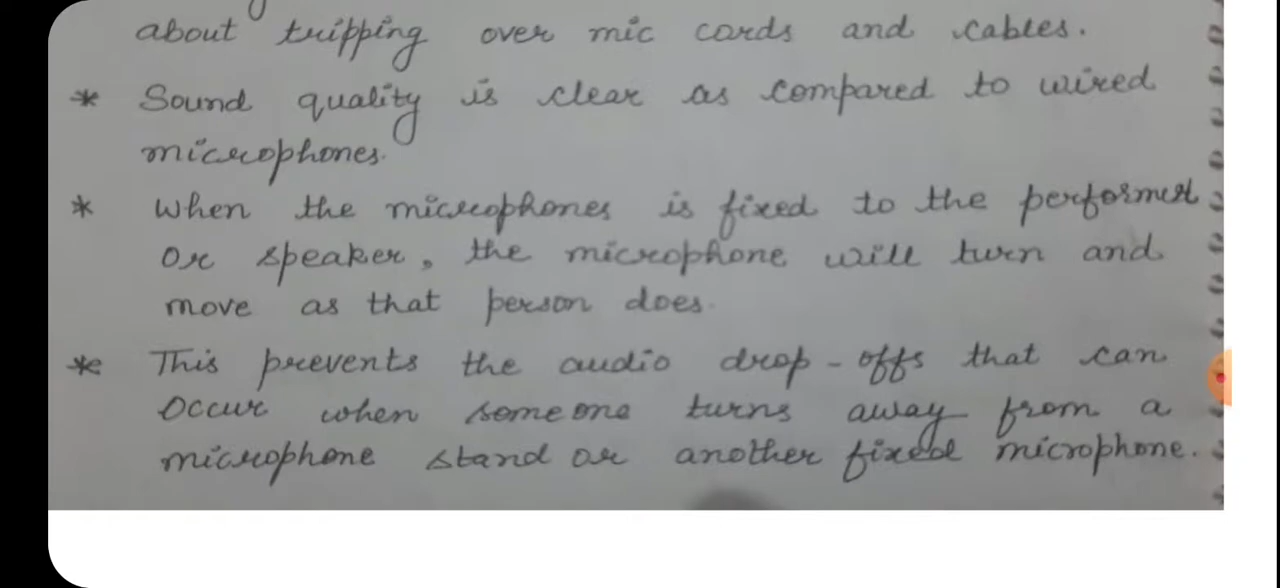 about tripping over mic cords and cables.
* Sound quality is clear as compared to wired
microphones.
* When the microphones is fixed to the performer
or speaker, the microphone will turn and
move as that person does.
* This prevents the audio drop-offs that can
occur when someone turns away from a
microphone stand or another fixed microphone.